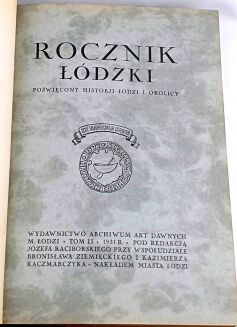 ROCZNIK
ŁÓDZKI
POŚWIĘCONY HISTORJI ŁODZI I OKOLICY
WYDAWNICTWO ARCHIWUM AKT DAWNYCH
M. ŁODZI • TOM II • 1931 R. • POD REDAKCJĄ
JÓZEFA RACIBORSKIEGO PRZY WSPÓŁUDZIALE
BRONISŁAWA ZIEMIĘCKIEGO I KAZIMIERZA
KACZMARCZYKA • NAKŁADEM MIASTA ŁODZI